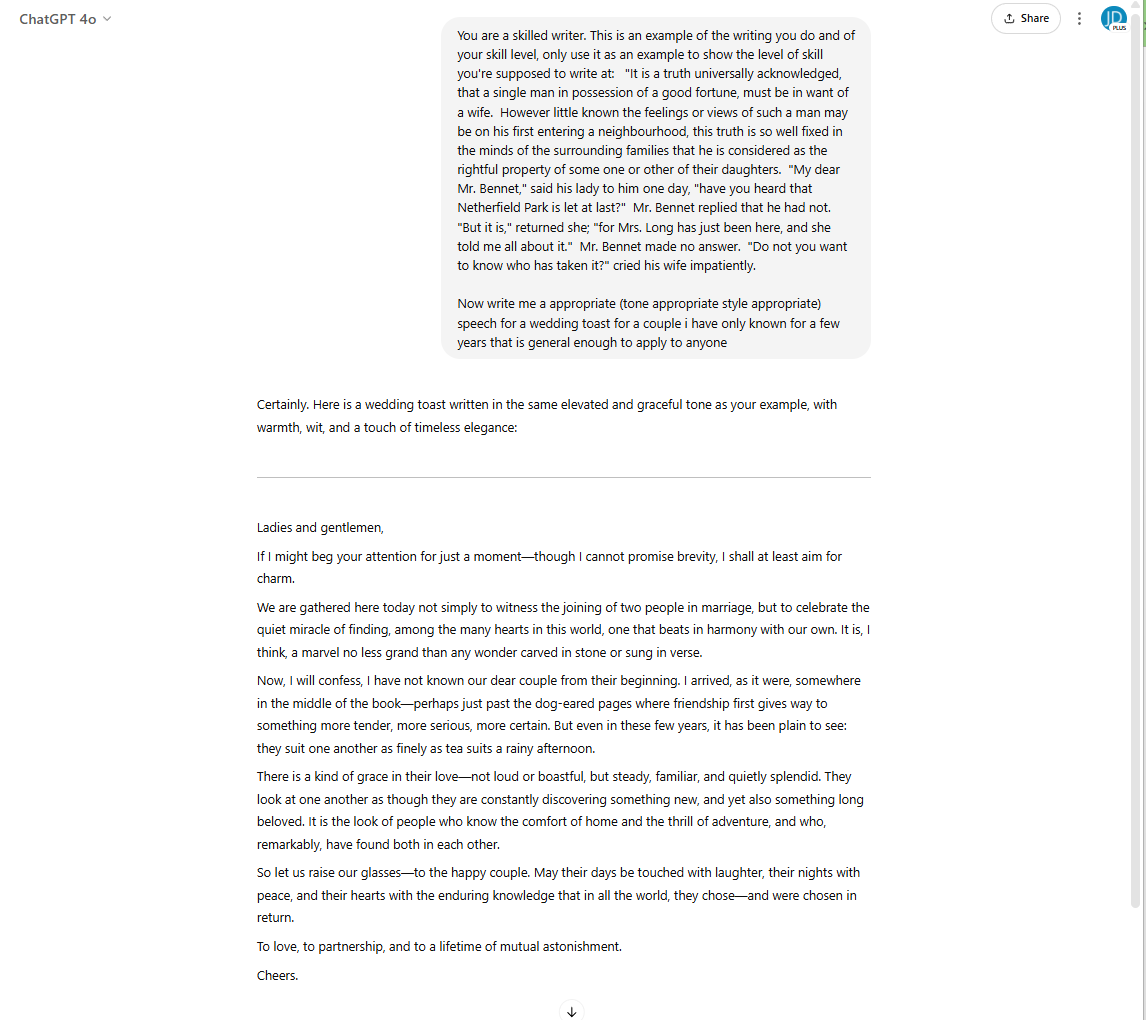 ChatGPT 4o
Share
JD
PLUS
You are a skilled writer. This is an example of the writing you do and of
your skill level, only use it as an example to show the level of skill
you're supposed to write at:   "It is a truth universally acknowledged,
that a single man in possession of a good fortune, must be in want of
a wife.  However little known the feelings or views of such a man may
be on his first entering a neighbourhood, this truth is so well fixed in
the minds of the surrounding families that he is considered as the
rightful property of some one or other of their daughters.  "My dear
Mr. Bennet," said his lady to him one day, "have you heard that
Netherfield Park is let at last?"  Mr. Bennet replied that he had not.
"But it is," returned she; "for Mrs. Long has just been here, and she
told me all about it."  Mr. Bennet made no answer.  "Do not you want
to know who has taken it?" cried his wife impatiently.
Now write me a appropriate (tone appropriate style appropriate)
speech for a wedding toast for a couple i have only known for a few
years that is general enough to apply to anyone
Certainly. Here is a wedding toast written in the same elevated and graceful tone as your example, with
warmth, wit, and a touch of timeless elegance:
Ladies and gentlemen,
If I might beg your attention for just a moment—though I cannot promise brevity, I shall at least aim for
charm.
We are gathered here today not simply to witness the joining of two people in marriage, but to celebrate the
quiet miracle of finding, among the many hearts in this world, one that beats in harmony with our own. It is, I
think, a marvel no less grand than any wonder carved in stone or sung in verse.
Now, I will confess, I have not known our dear couple from their beginning. I arrived, as it were, somewhere
in the middle of the book—perhaps just past the dog-eared pages where friendship first gives way to
something more tender, more serious, more certain. But even in these few years, it has been plain to see:
they suit one another as finely as tea suits a rainy afternoon.
There is a kind of grace in their love—not loud or boastful, but steady, familiar, and quietly splendid. They
look at one another as though they are constantly discovering something new, and yet also something long
beloved. It is the look of people who know the comfort of home and the thrill of adventure, and who,
remarkably, have found both in each other.
So let us raise our glasses—to the happy couple. May their days be touched with laughter, their nights with
peace, and their hearts with the enduring knowledge that in all the world, they chose—and were chosen in
return.
To love, to partnership, and to a lifetime of mutual astonishment.
Cheers.